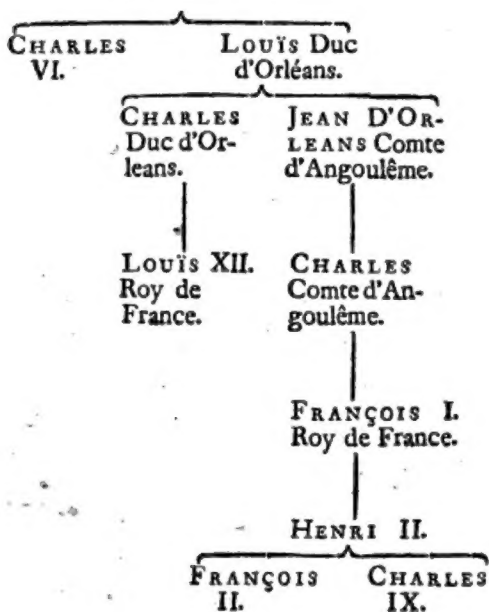 CHARLES
VI.
LOUÏS Duc
d'Orléans.
CHARLES
Duc d'Or-
leans.
JEAN D'OR-
LEANS Comte
d'Angoulême.
LOUÏS XII.
Roy de
France.
CHARLES
Comte d'An-
goulême.
FRANÇOIS I.
Roy de France.
HENRI II.
FRANÇOIS
II.
CHARLES
IX.